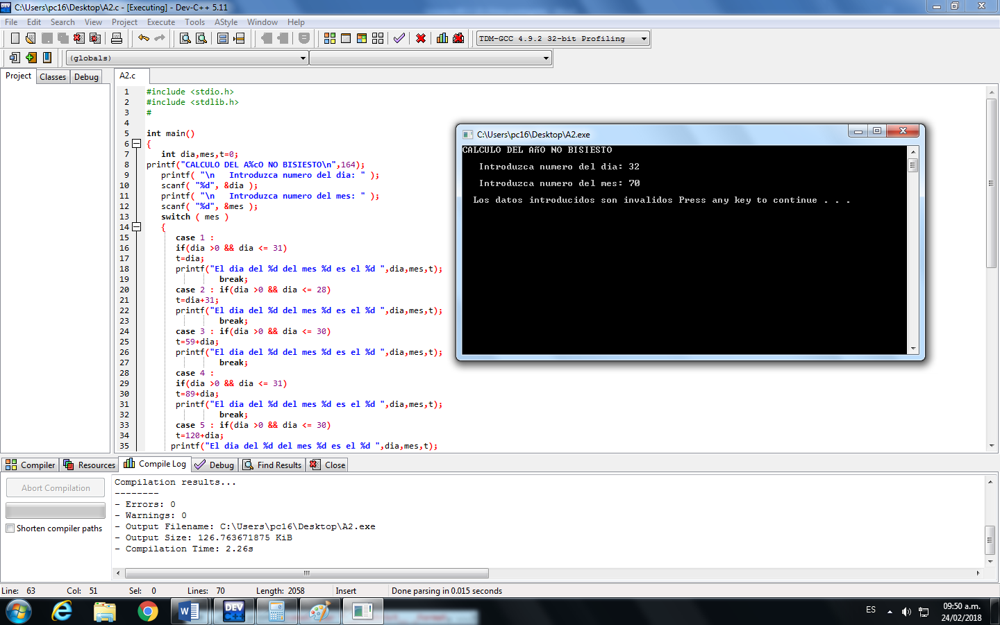 C:\Users\pc16\Desktop\A2.c - [Executing] - Dev-C++ 5.11
File Edit Search View Project Execute Tools AStyle Window Help
TDM-GCC 4.9.2 32-bit Profiling
(globals)
Project Classes Debug
A2.c
1 #include <stdio.h>
2 #include <stdlib.h>
3 #
4
5 int main()
6 {
7 int dia,mes,t=0;
8 printf("CALCULO DEL A%cO NO BISIESTO\n",164);
9 printf( "\n   Introduzca numero del dia: " );
10 scanf( "%d", &dia );
11 printf( "\n   Introduzca numero del mes: " );
12 scanf( "%d", &mes );
13 switch ( mes )
14 {
15 case 1 :
16 if(dia >0 && dia <= 31)
17 t=dia;
18 printf("El dia del %d del mes %d es el %d ",dia,mes,t);
19 break;
20 case 2 : if(dia >0 && dia <= 28)
21 t=dia+31;
22 printf("El dia del %d del mes %d es el %d ",dia,mes,t);
23 break;
24 case 3 : if(dia >0 && dia <= 30)
25 t=59+dia;
26 printf("El dia del %d del mes %d es el %d ",dia,mes,t);
27 break;
28 case 4 :
29 if(dia >0 && dia <= 31)
30 t=89+dia;
31 printf("El dia del %d del mes %d es el %d ",dia,mes,t);
32 break;
33 case 5 : if(dia >0 && dia <= 30)
34 t=120+dia;
35 printf("El dia del %d del mes %d es el %d ",dia,mes,t);
C:\Users\pc16\Desktop\A2.exe
CALCULO DEL AñO NO BISIESTO
Introduzca numero del dia: 32
Introduzca numero del mes: 70
Los datos introducidos son invalidos Press any key to continue . . .
Compiler Resources Compile Log Debug Find Results Close
Abort Compilation
Shorten compiler paths
Compilation results...
--------
- Errors: 0
- Warnings: 0
- Output Filename: C:\Users\pc16\Desktop\A2.exe
- Output Size: 126.763671875 KiB
- Compilation Time: 2.26s
Line: 63 Col: 51 Sel: 0 Lines: 70 Length: 2058 Insert Done parsing in 0.015 seconds
DEV C++
ES
09:50 a.m.
24/02/2018